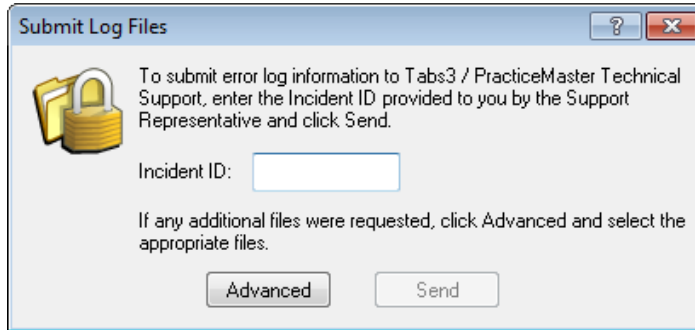 Submit Log Files
?
To submit error log information to Tabs3 / PracticeMaster Technical
Support, enter the Incident ID provided to you by the Support
Representative and click Send.
Incident ID:
If any additional files were requested, click Advanced and select the
appropriate files.
Advanced Send